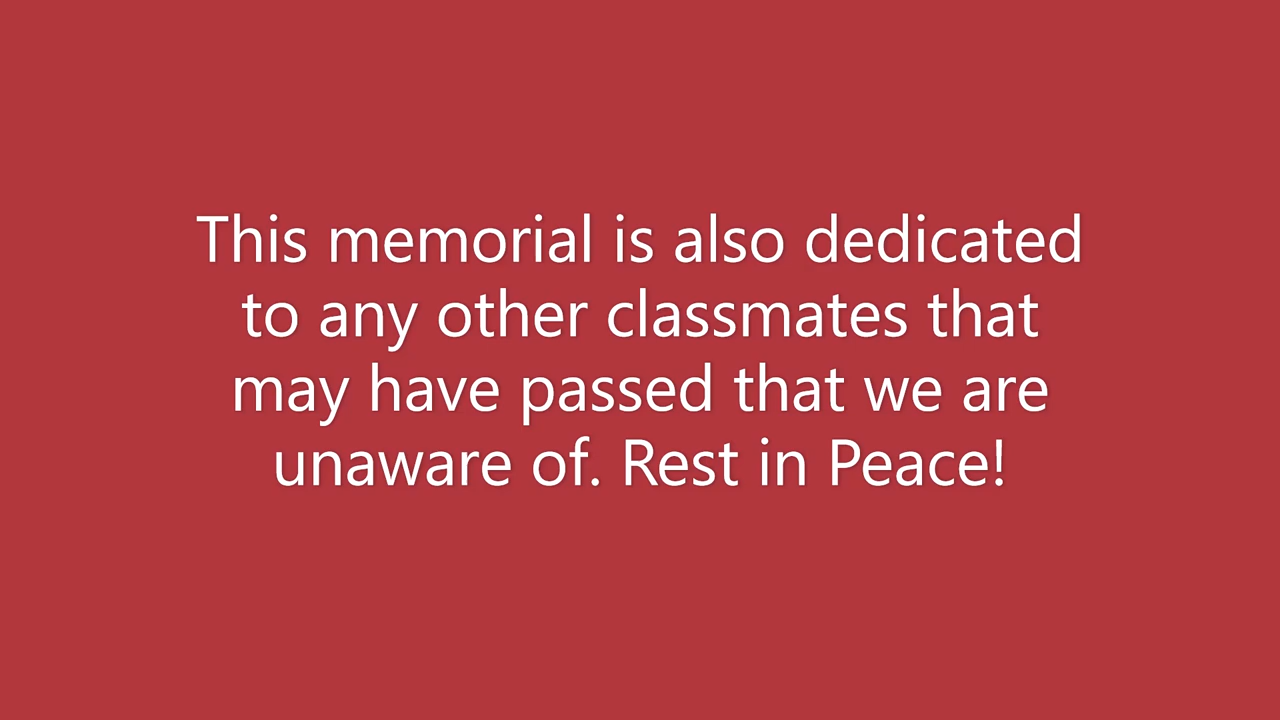 This memorial is also dedicated
to any other classmates that
may have passed that we are
unaware of. Rest in Peace!